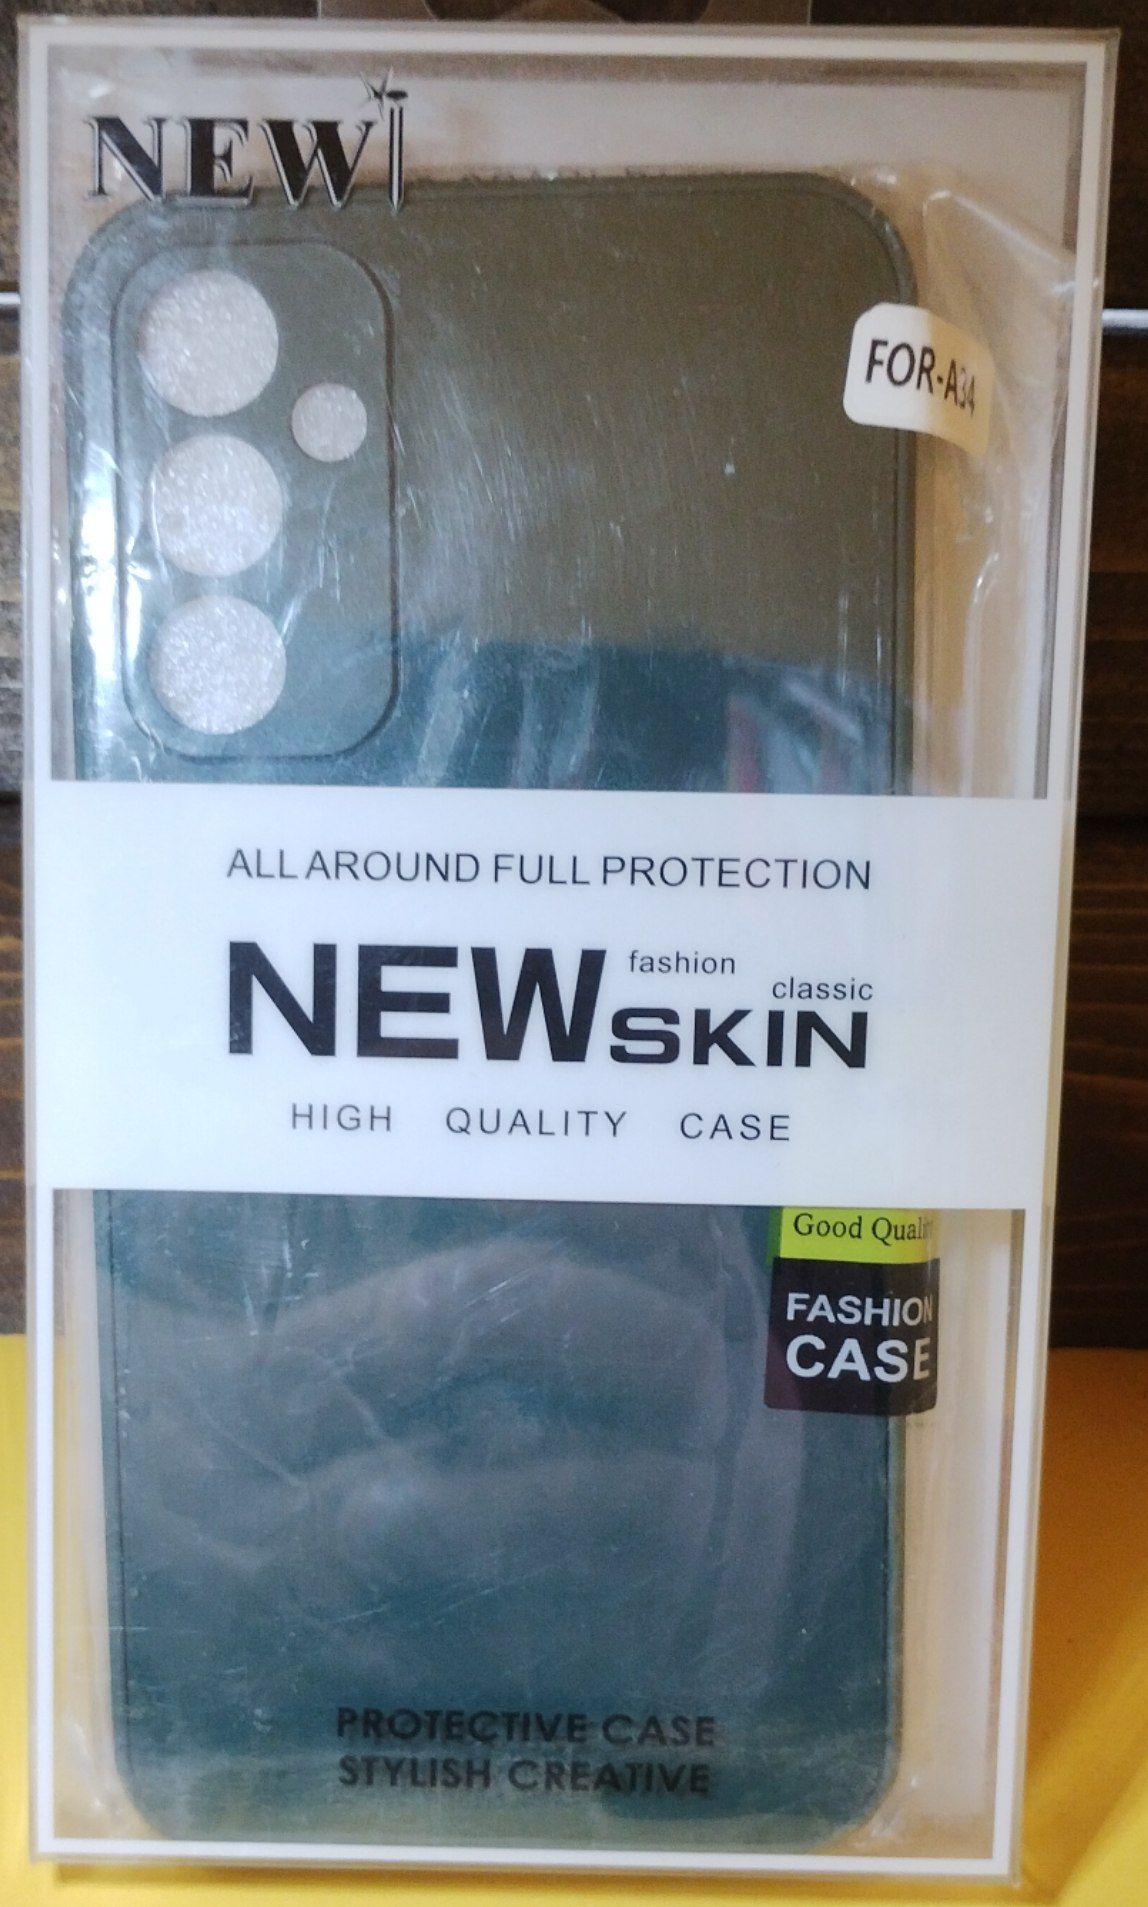 NEW
FOR-A34
ALL AROUND FULL PROTECTION
NEW fashion
classic
SKIN
HIGH QUALITY CASE
Good Quality
FASHION
CASE
PROTECTIVE CASE
STYLISH CREATIVE